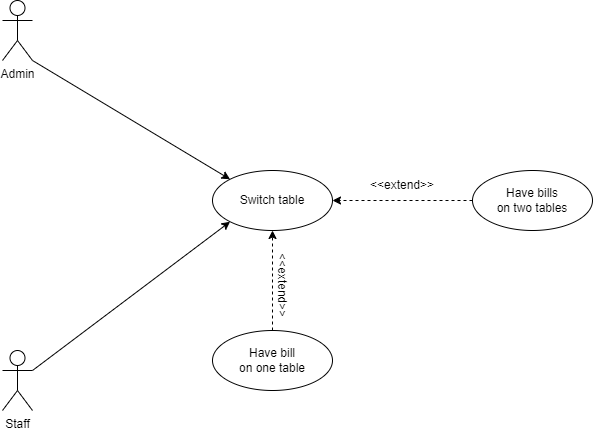 Admin
Switch table
<<extend>>
Have bills
on two tables
<<extend>>
Have bill
on one table
Staff